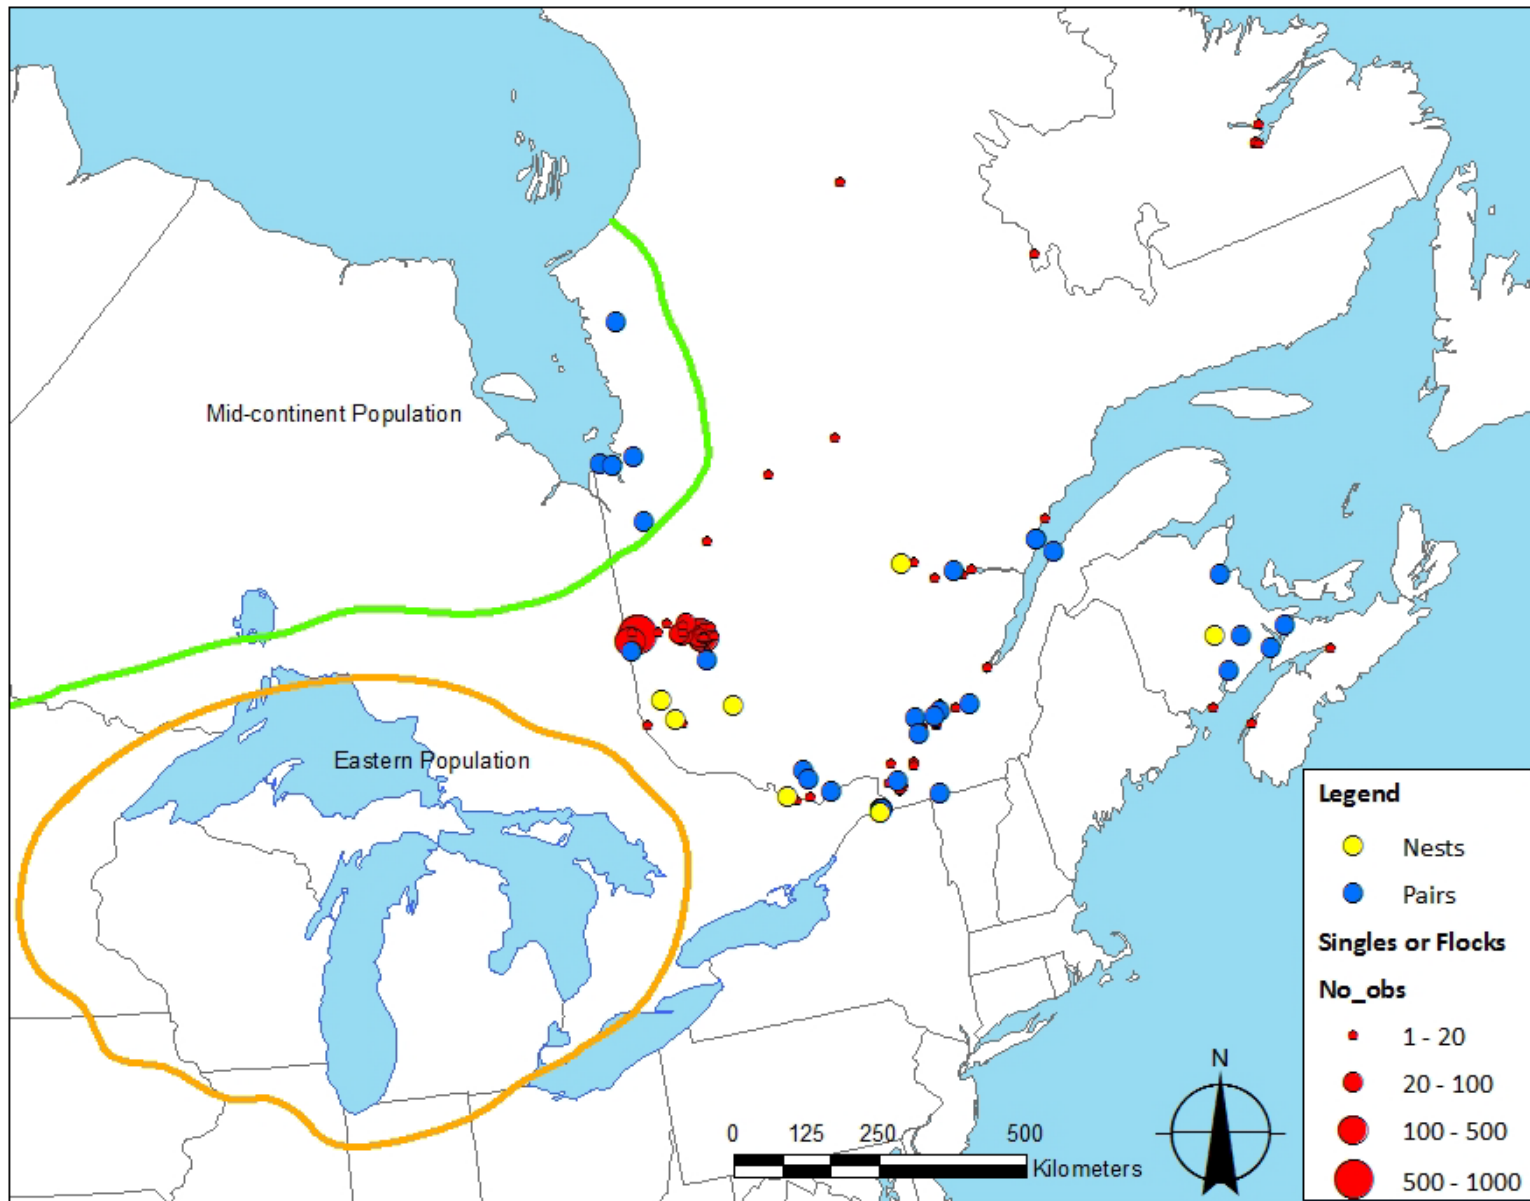 Mid-continent Population
Eastern Population
Legend
Nests
Pairs
Singles or Flocks
No_obs
1 - 20
20 - 100
100 - 500
500 - 1000
N
0 125 250 500
Kilometers